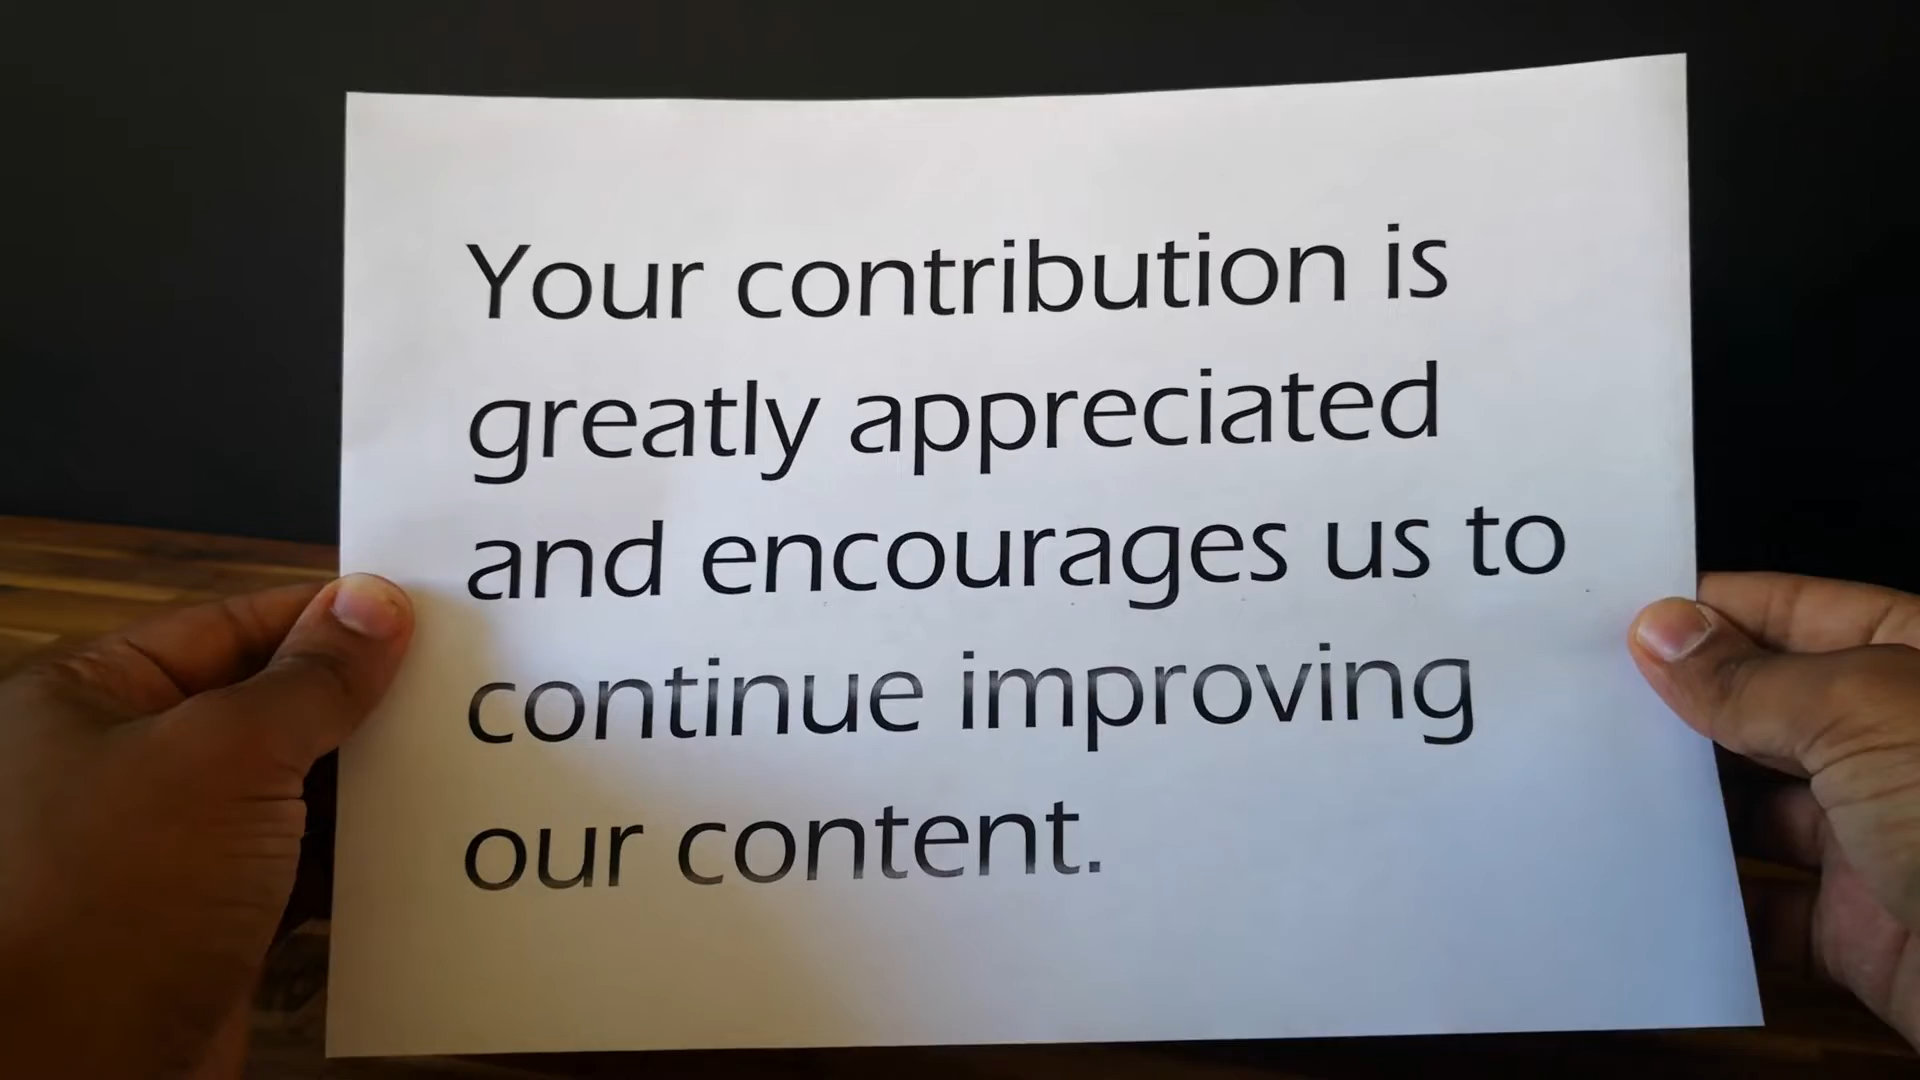 Your contribution is
greatly appreciated
and encourages us to
continue improving
our content.